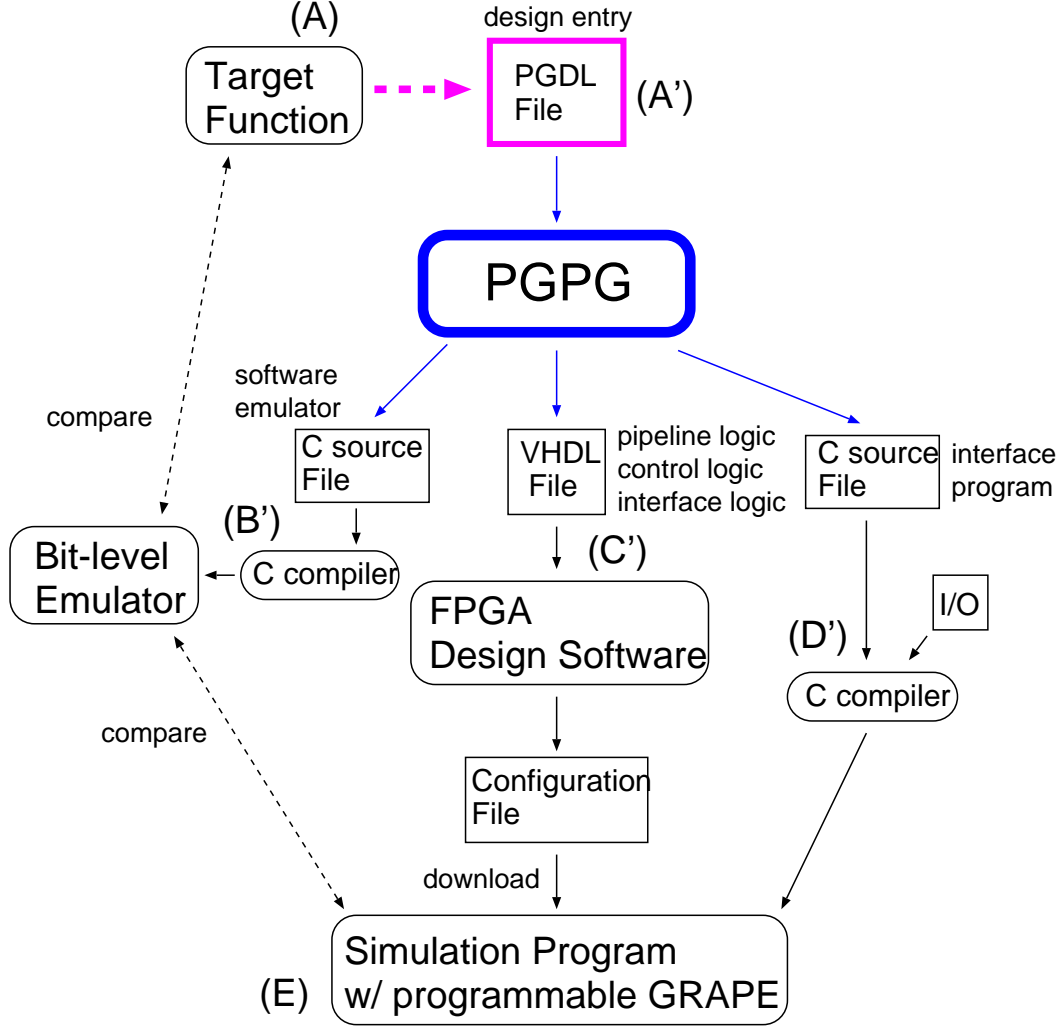 (A)
design entry
Target
Function
PGDL
File
(A’)
PGPG
software
emulator
compare
C source
File
VHDL
File
pipeline logic
control logic
interface logic
C source
File
interface
program
(B’)
Bit-level
Emulator
C compiler
(C’)
FPGA
Design Software
I/O
(D’)
C compiler
compare
Configuration
File
download
Simulation Program
w/ programmable GRAPE
(E)